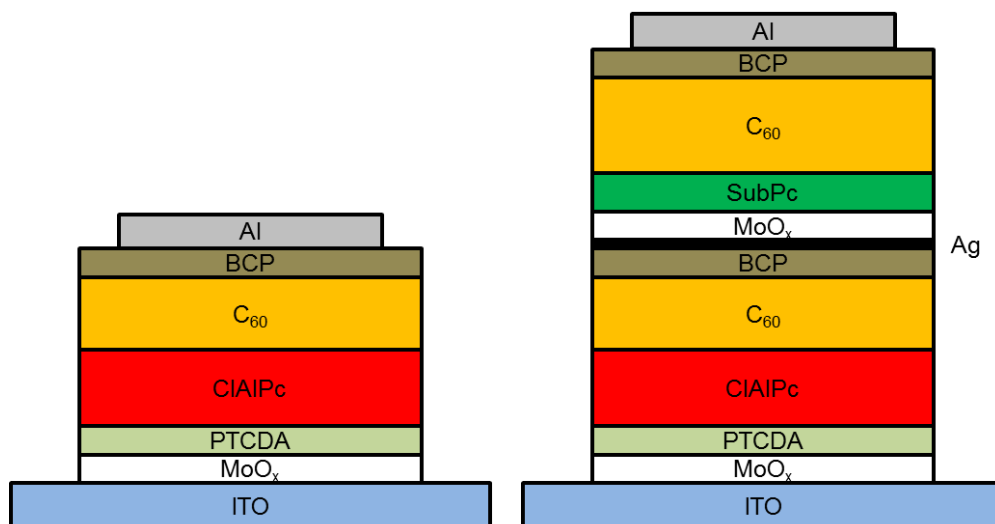 Al
BCP
C₆₀
ClAlPc
PTCDA
MoOₓ
ITO
Al
BCP
C₆₀
SubPc
MoOₓ
Ag
BCP
C₆₀
ClAlPc
PTCDA
MoOₓ
ITO